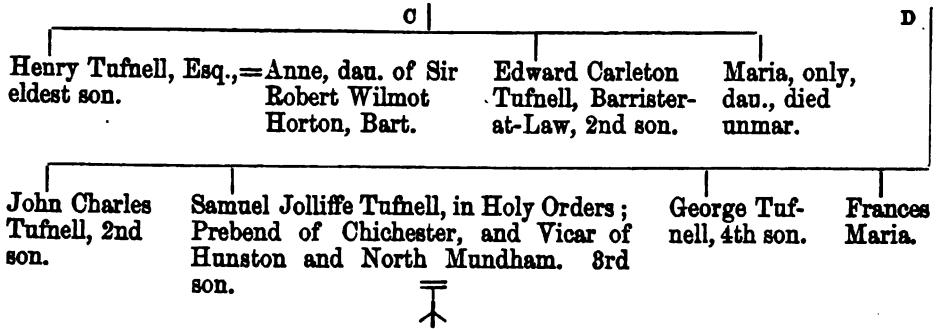 C D
Henry Tufnell, Esq.,=Anne, dau. of Sir
eldest son. Robert Wilmot
Horton, Bart.
Edward Carleton
Tufnell, Barrister-
at-Law, 2nd son.
Maria, only,
dau., died
unmar.
John Charles
Tufnell, 2nd
son.
Samuel Jolliffe Tufnell, in Holy Orders;
Prebend of Chichester, and Vicar of
Hunston and North Mundham. 3rd
son.
George Tuf-
nell, 4th son.
Frances
Maria.